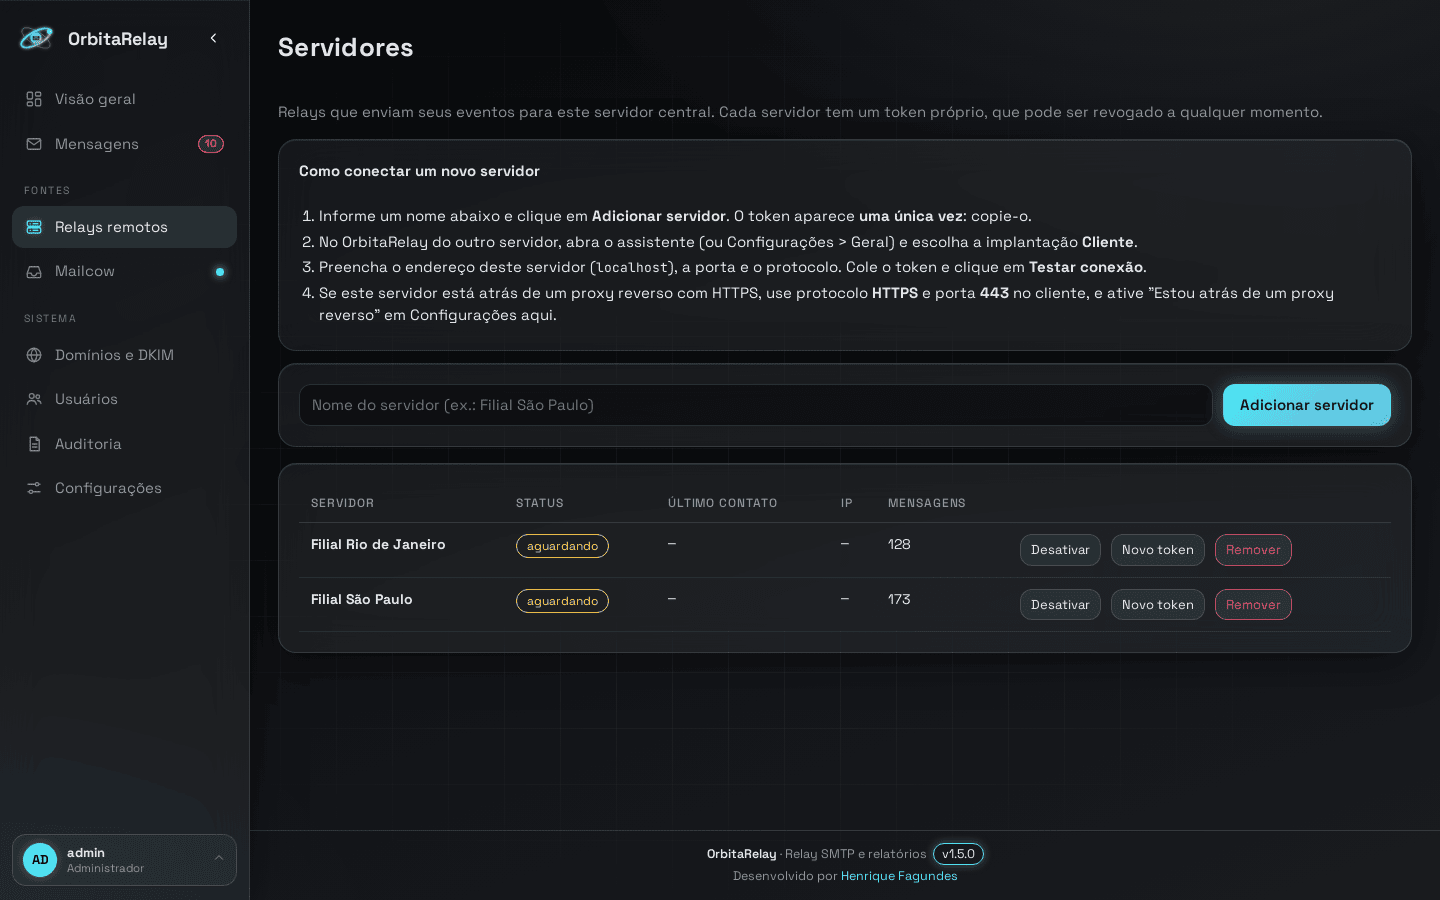 OrbitaRelay
Visão geral
Mensagens 10
FONTES
Relays remotos
Mailcow
SISTEMA
Domínios e DKIM
Usuários
Auditoria
Configurações
AD admin
Administrador
Servidores
Relays que enviam seus eventos para este servidor central. Cada servidor tem um token próprio, que pode ser revogado a qualquer momento.
Como conectar um novo servidor
1. Informe um nome abaixo e clique em Adicionar servidor. O token aparece uma única vez: copie-o.
2. No OrbitaRelay do outro servidor, abra o assistente (ou Configurações > Geral) e escolha a implantação Cliente.
3. Preencha o endereço deste servidor (localhost), a porta e o protocolo. Cole o token e clique em Testar conexão.
4. Se este servidor está atrás de um proxy reverso com HTTPS, use protocolo HTTPS e porta 443 no cliente, e ative "Estou atrás de um proxy
reverso" em Configurações aqui.
Nome do servidor (ex.: Filial São Paulo) Adicionar servidor
SERVIDOR STATUS ÚLTIMO CONTATO IP MENSAGENS
Filial Rio de Janeiro aguardando — — 128 Desativar Novo token Remover
Filial São Paulo aguardando — — 173 Desativar Novo token Remover
OrbitaRelay · Relay SMTP e relatórios v1.5.0
Desenvolvido por Henrique Fagundes